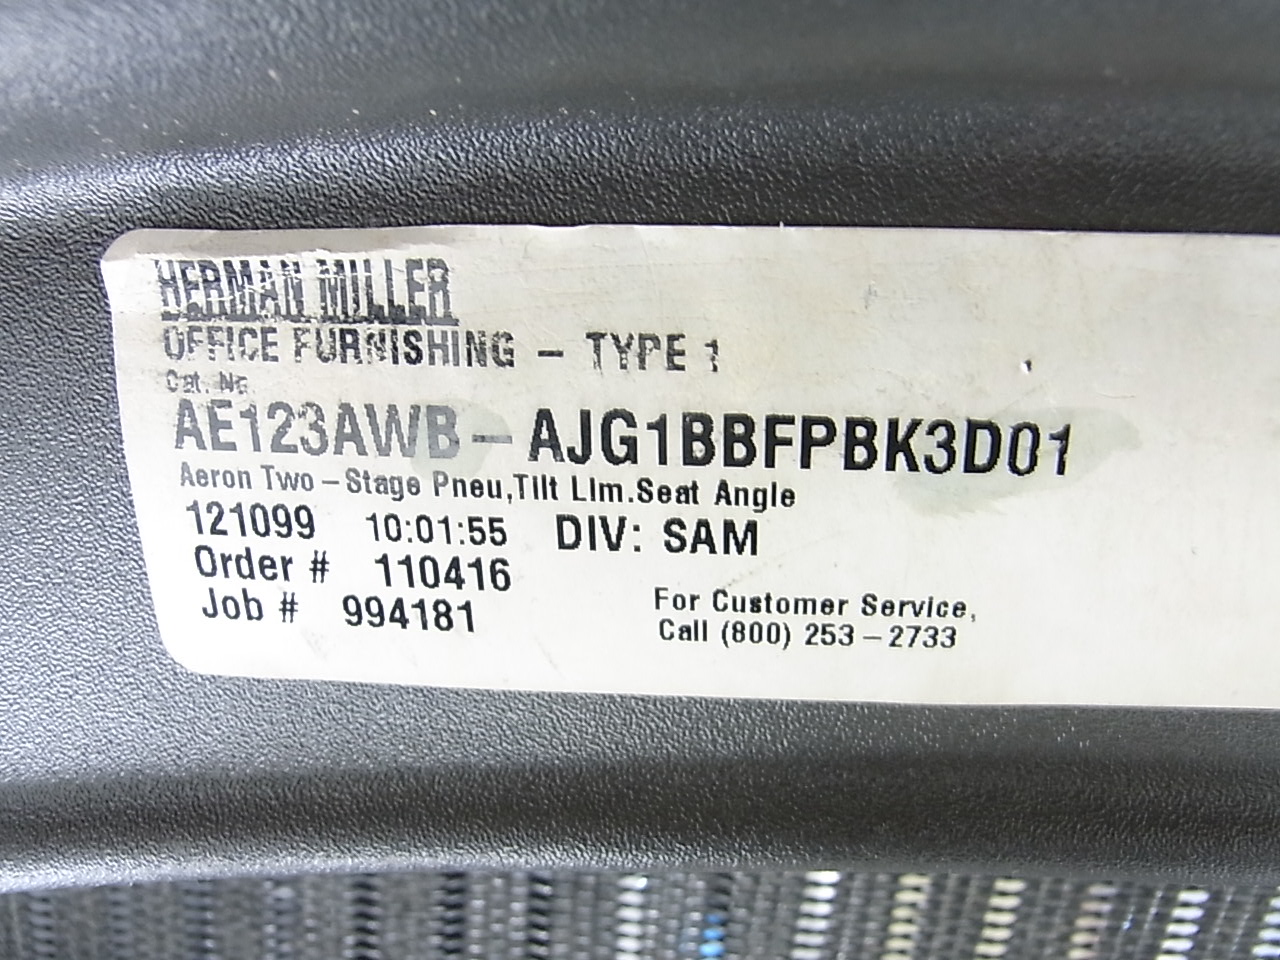 HERMAN MILLER
OFFICE FURNISHING - TYPE 1
Cat. No.
AE123AWB - AJG1BBFPBK3D01
Aeron Two-Stage Pneu,Tilt Lim.Seat Angle
121099 10:01:55 DIV: SAM
Order # 110416
Job # 994181
For Customer Service,
Call (800) 253-2733